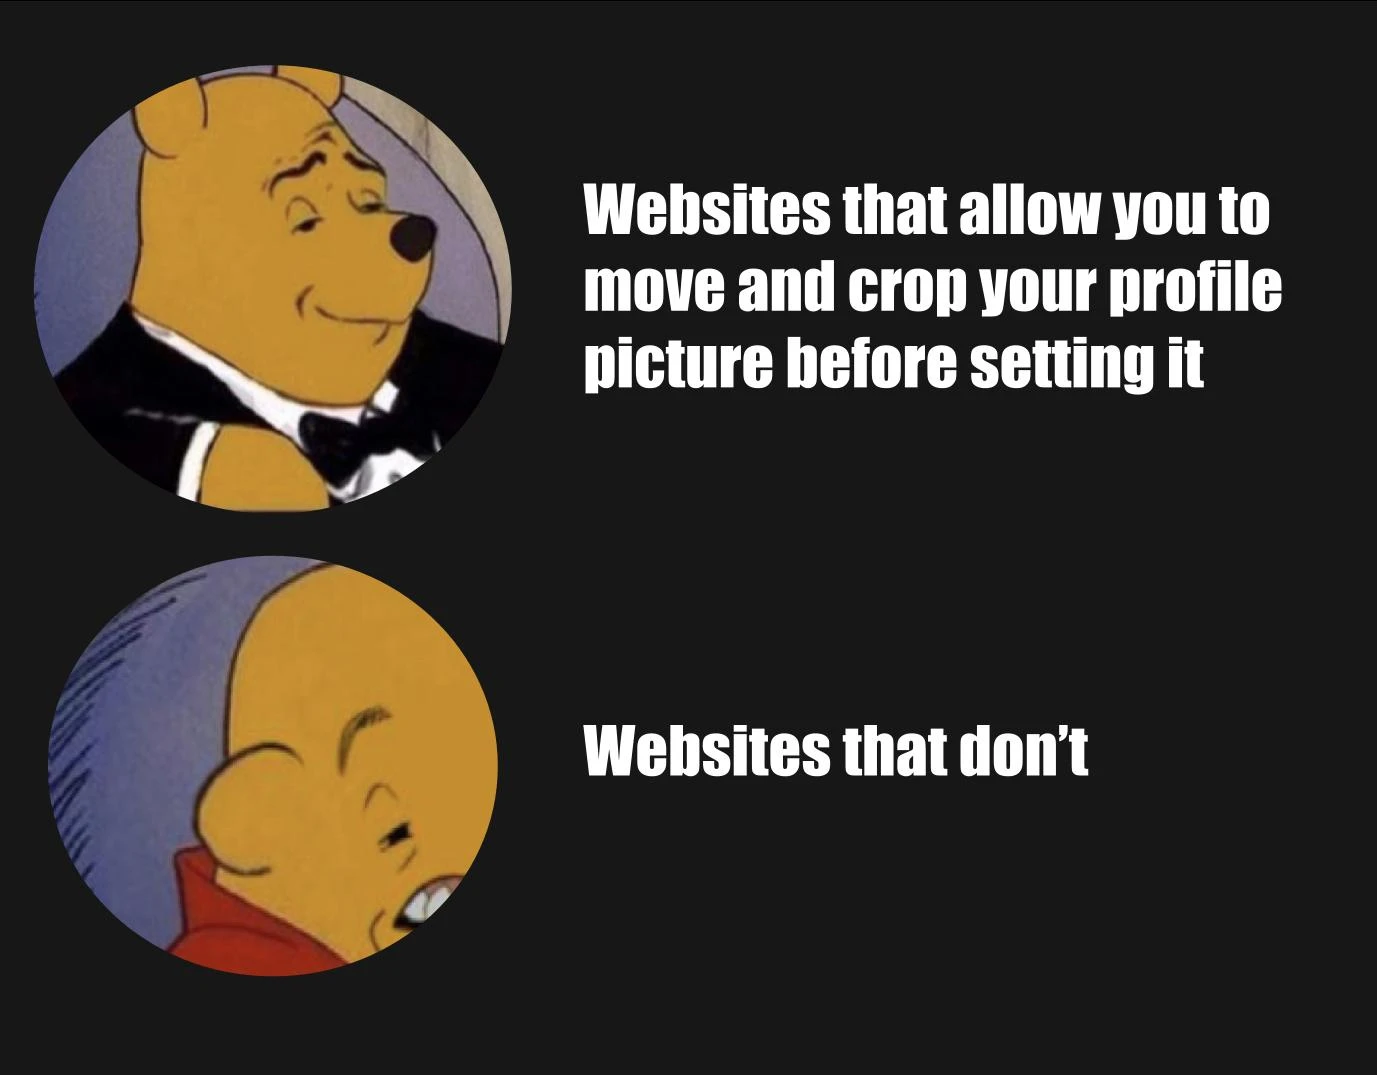 Websites that allow you to
move and crop your profile
picture before setting it
Websites that don’t